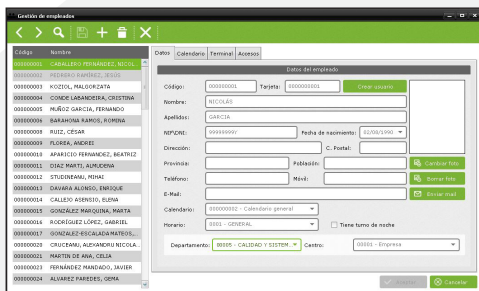 Gestión de empleados
Código Nombre
000000001 CABALLERO FERNÁNDEZ, NICOL..
000000002 PEDRERO RAMÍREZ, JESÚS
000000003 KOZIOL, MALGORZATA
000000004 CONDE LABANDEIRA, CRISTINA
000000005 MUÑOZ GARCIA, FERNANDO
000000006 BARAHONA RAMOS, ROMINA
000000008 RUIZ, CÉSAR
000000009 FLOREA, ANDREI
000000010 APARICIO FERNANDEZ, BEATRIZ
000000011 DIAZ MARTI, ALMUDENA
000000012 STUDINEANU, MIHAI
000000013 DAVARA ALONSO, ENRIQUE
000000014 CALLEJO ASENSIO, ELENA
000000015 GONZÁLEZ MARQUINA, MARTA
000000016 RODRÍGUEZ LÓPEZ, GABRIEL
000000017 GONZALEZ-ESCALADA MATEOS,..
000000020 CRUCEANU, ALEXANDRU NICOLA..
000000021 MARTIN DE ANA, CELIA
000000023 FERNÁNDEZ MANDADO, JAVIER
000000024 ALVAREZ PAREDES, GEMA
Datos Calendario Terminal Accesos
Datos del empleado
Código: 000000001 Tarjeta: 0000000001 Crear usuario
Nombre: NICOLÁS
Apellidos: GARCIA
NIF\DNI: 99999999r Fecha de nacimiento: 02/08/1990
Dirección: C. Postal:
Provincia: Población: Cambiar foto
Teléfono: Móvil: Borrar foto
E-Mail: Enviar mail
Calendario: 000000002 - Calendario general
Horario: 0001 - GENERAL Tiene turno de noche
Departamento: 00005 - CALIDAD Y SISTEM.. Centro: 00001 - Empresa
Aceptar Cancelar